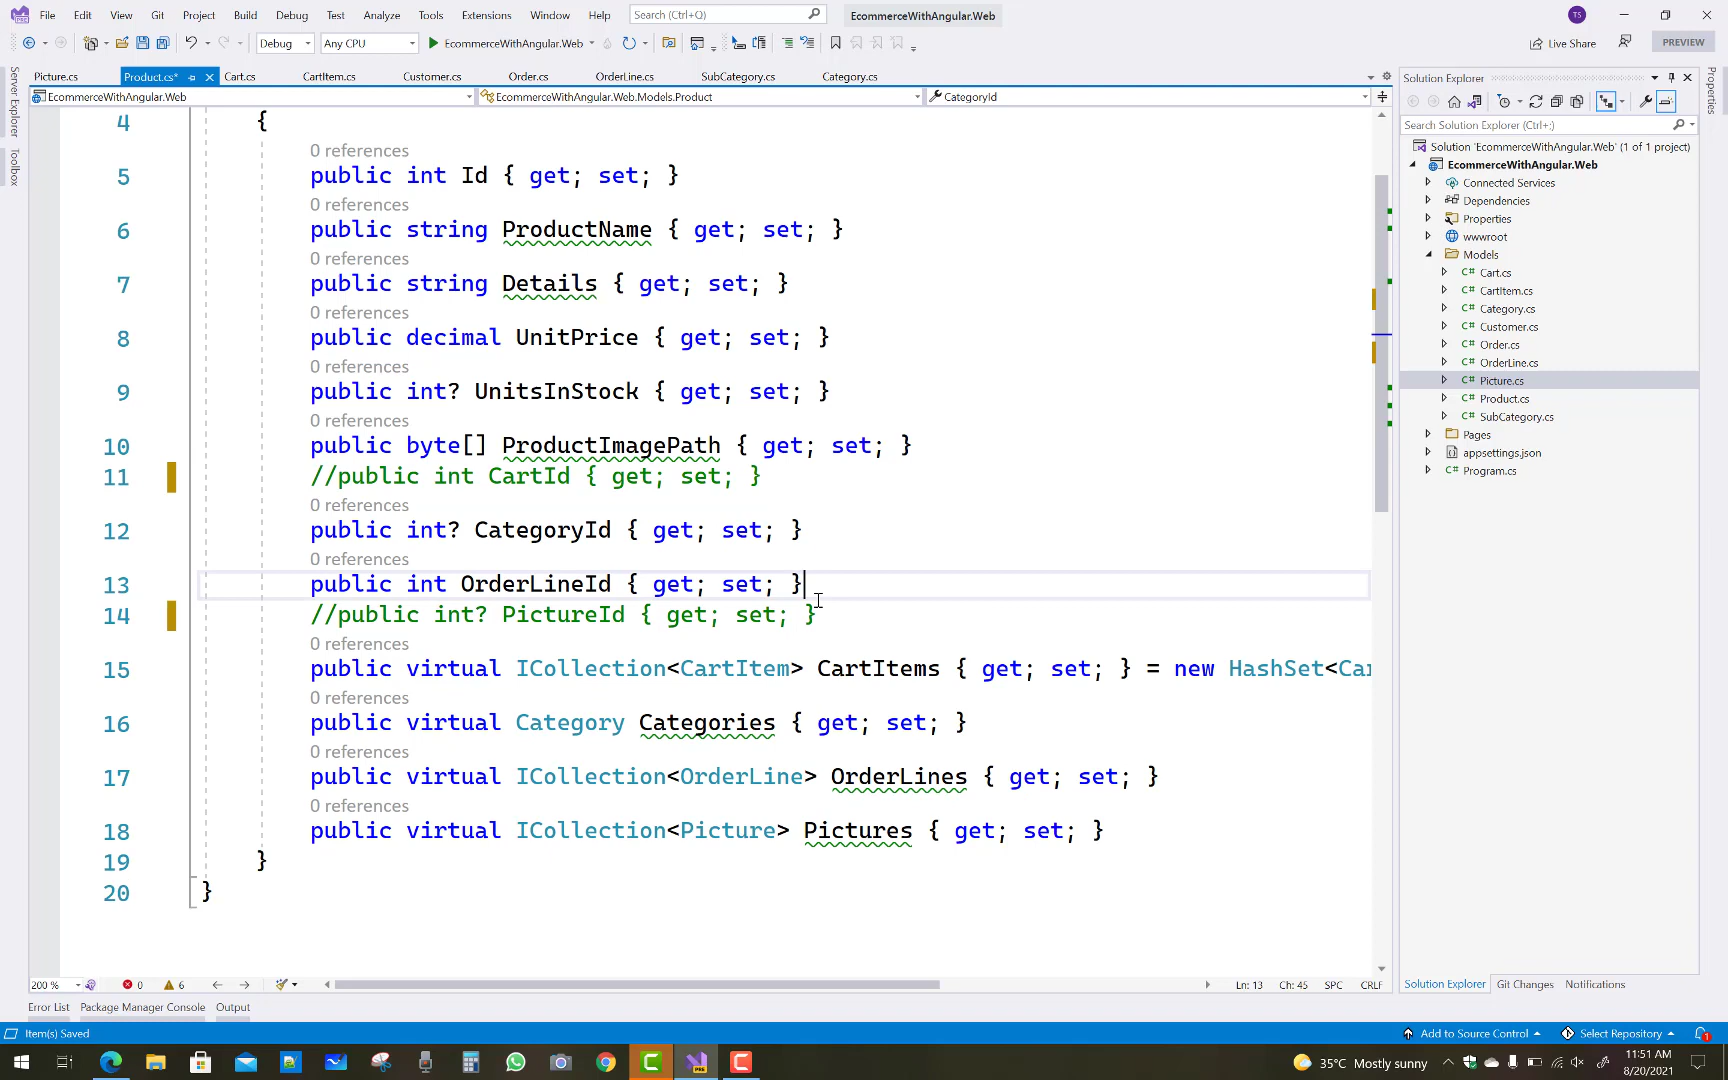 File Edit View Git Project Build Debug Test Analyze Tools Extensions Window Help Search (Ctrl+Q) EcommerceWithAngular.Web TS
Debug Any CPU EcommerceWithAngular.Web Live Share PREVIEW
Picture.cs Product.cs* Cart.cs CartItem.cs Customer.cs Order.cs OrderLine.cs SubCategory.cs Category.cs
EcommerceWithAngular.Web EcommerceWithAngular.Web.Models.Product CategoryId
Server Explorer
Toolbox
4 {
0 references
5 public int Id { get; set; }
0 references
6 public string ProductName { get; set; }
0 references
7 public string Details { get; set; }
0 references
8 public decimal UnitPrice { get; set; }
0 references
9 public int? UnitsInStock { get; set; }
0 references
10 public byte[] ProductImagePath { get; set; }
11 //public int CartId { get; set; }
0 references
12 public int? CategoryId { get; set; }
0 references
13 public int OrderLineId { get; set; }
14 //public int? PictureId { get; set; }
0 references
15 public virtual ICollection<CartItem> CartItems { get; set; } = new HashSet<Car
0 references
16 public virtual Category Categories { get; set; }
0 references
17 public virtual ICollection<OrderLine> OrderLines { get; set; }
0 references
18 public virtual ICollection<Picture> Pictures { get; set; }
19 }
20 }
200 % 0 6 Ln: 13 Ch: 45 SPC CRLF
Error List Package Manager Console Output
Solution Explorer
Search Solution Explorer (Ctrl+;)
Solution 'EcommerceWithAngular.Web' (1 of 1 project)
EcommerceWithAngular.Web
Connected Services
Dependencies
Properties
wwwroot
Models
C# Cart.cs
C# CartItem.cs
C# Category.cs
C# Customer.cs
C# Order.cs
C# OrderLine.cs
C# Picture.cs
C# Product.cs
C# SubCategory.cs
Pages
appsettings.json
C# Program.cs
Solution Explorer Git Changes Notifications
Properties
Item(s) Saved Add to Source Control Select Repository 1
35°C Mostly sunny 11:51 AM
8/20/2021